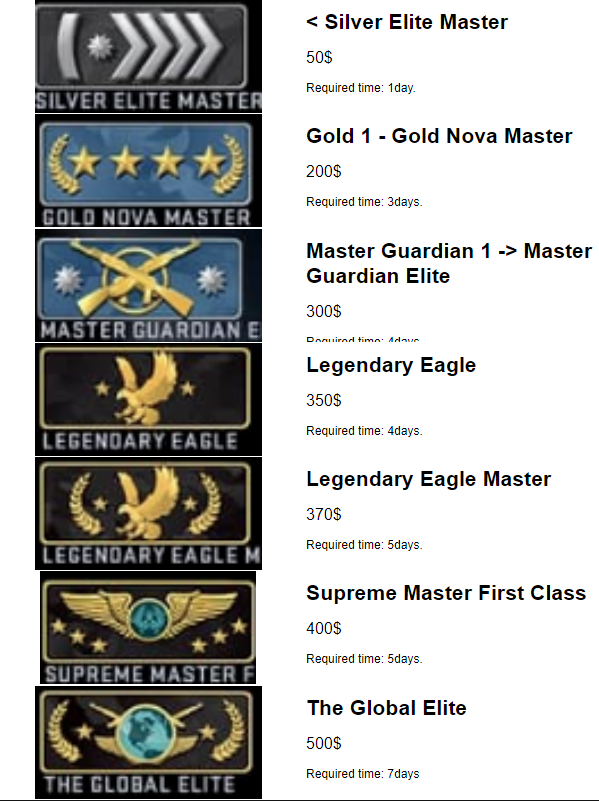 SILVER ELITE MASTER
< Silver Elite Master
50$
Required time: 1day.
GOLD NOVA MASTER
Gold 1 - Gold Nova Master
200$
Required time: 3days.
MASTER GUARDIAN E
Master Guardian 1 -> Master
Guardian Elite
300$
Required time: 4days
LEGENDARY EAGLE
Legendary Eagle
350$
Required time: 4days.
LEGENDARY EAGLE M
Legendary Eagle Master
370$
Required time: 5days.
SUPREME MASTER F
Supreme Master First Class
400$
Required time: 5days.
THE GLOBAL ELITE
The Global Elite
500$
Required time: 7days